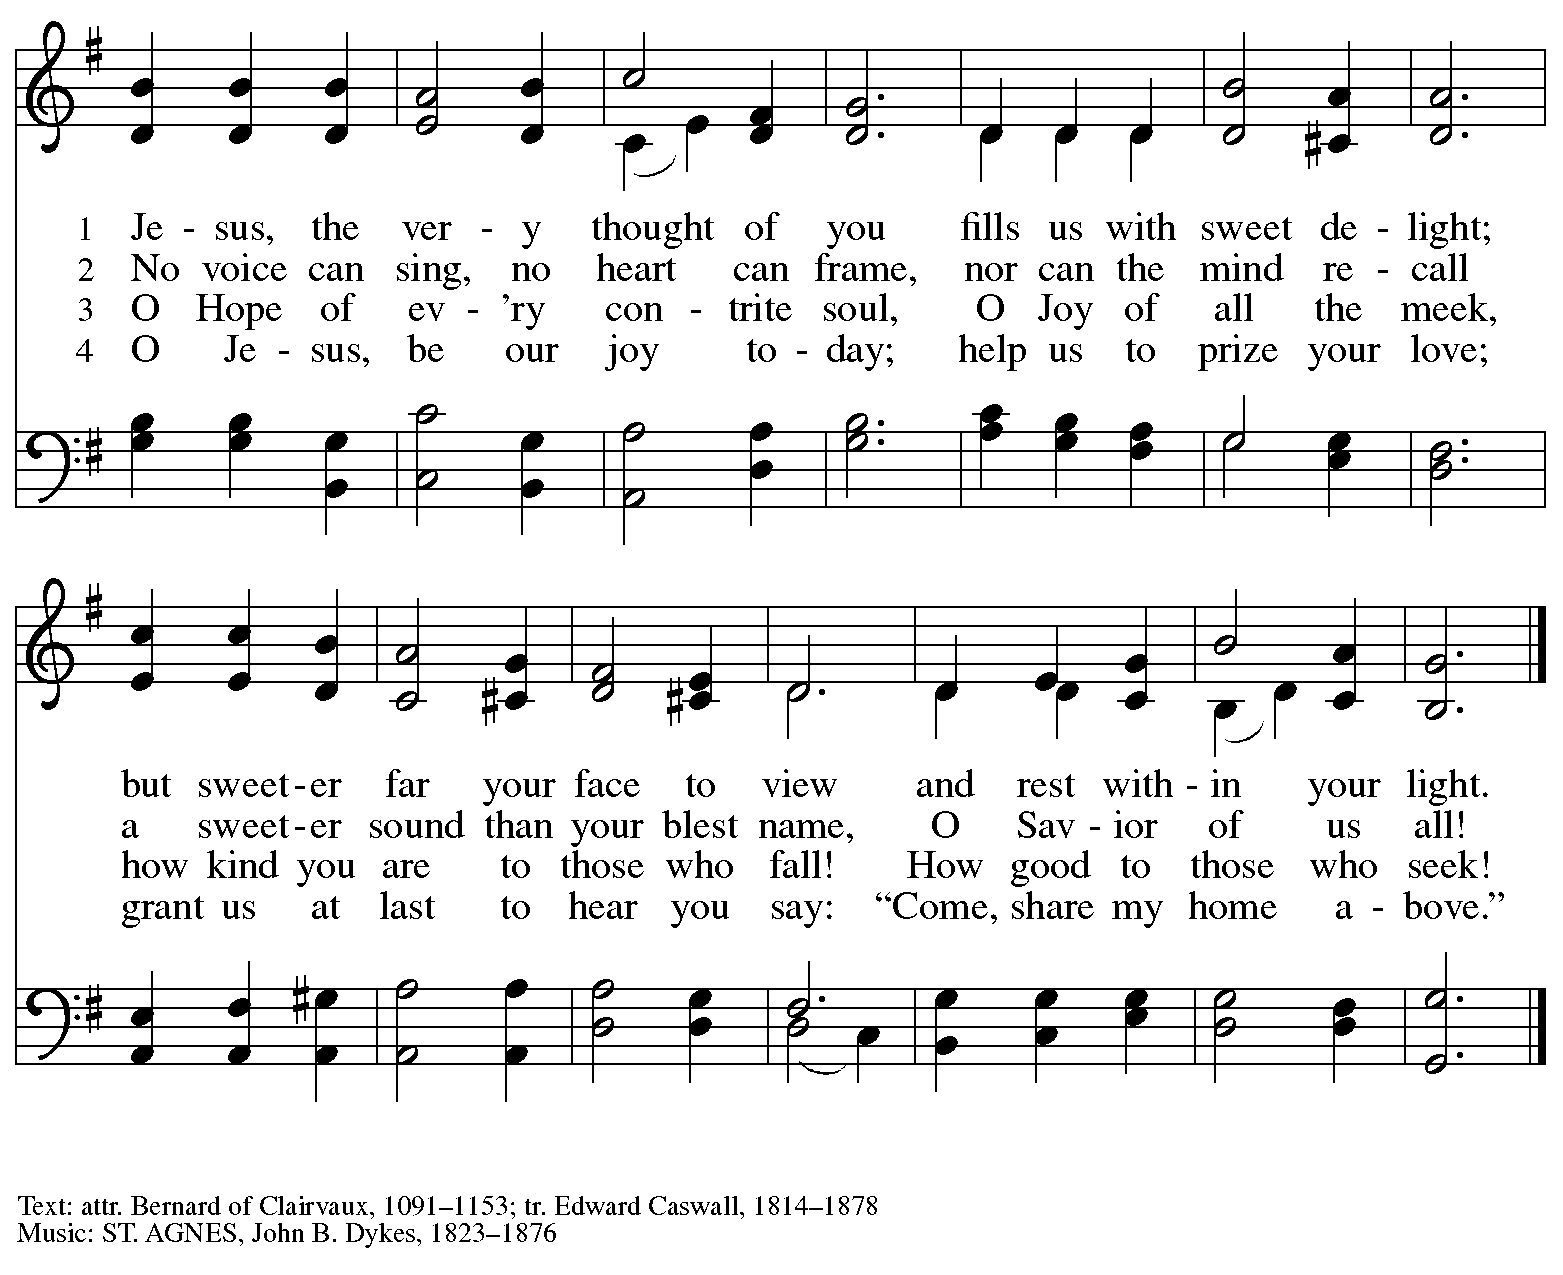 1 Je - sus, the ver - y thought of you fills us with sweet de - light;
2 No voice can sing, no heart can frame, nor can the mind re - call
3 O Hope of ev - ’ry con - trite soul, O Joy of all the meek,
4 O Je - sus, be our joy to - day; help us to prize your love;
but sweet - er far your face to view and rest with - in your light.
a sweet - er sound than your blest name, O Sav - ior of us all!
how kind you are to those who fall! How good to those who seek!
grant us at last to hear you say: “Come, share my home a - bove.”
Text: attr. Bernard of Clairvaux, 1091–1153; tr. Edward Caswall, 1814–1878
Music: ST. AGNES, John B. Dykes, 1823–1876